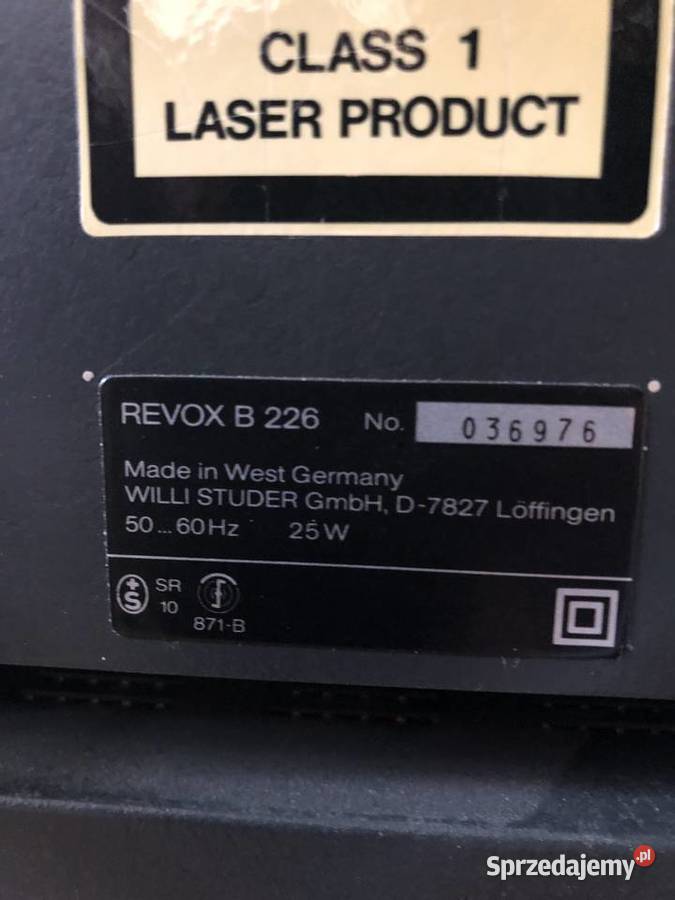 CLASS 1
LASER PRODUCT
REVOX B 226 No. 036976
Made in West Germany
WILLI STUDER GmbH, D-7827 Löffingen
50...60Hz 25W
S SR
10
871-B
Sprzedajemy.pl